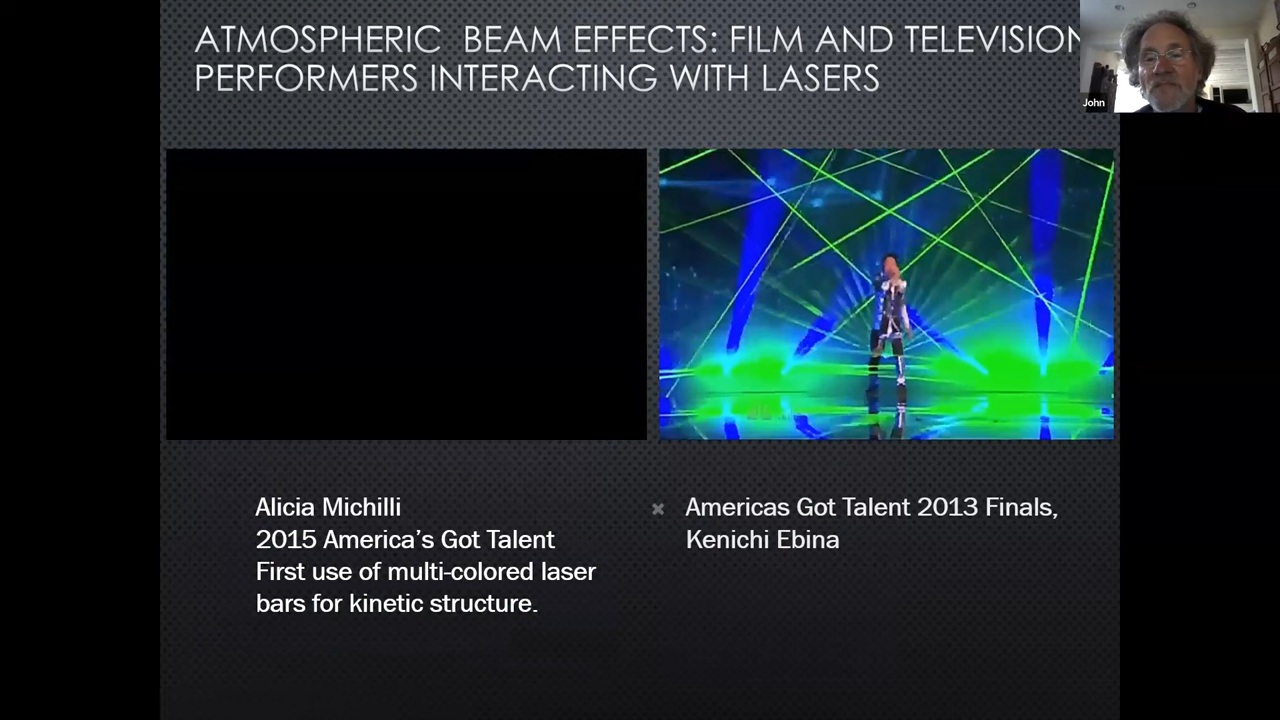 ATMOSPHERIC BEAM EFFECTS: FILM AND TELEVISION
PERFORMERS INTERACTING WITH LASERS
John
Alicia Michilli
2015 America's Got Talent
First use of multi-colored laser
bars for kinetic structure.
Americas Got Talent 2013 Finals,
Kenichi Ebina